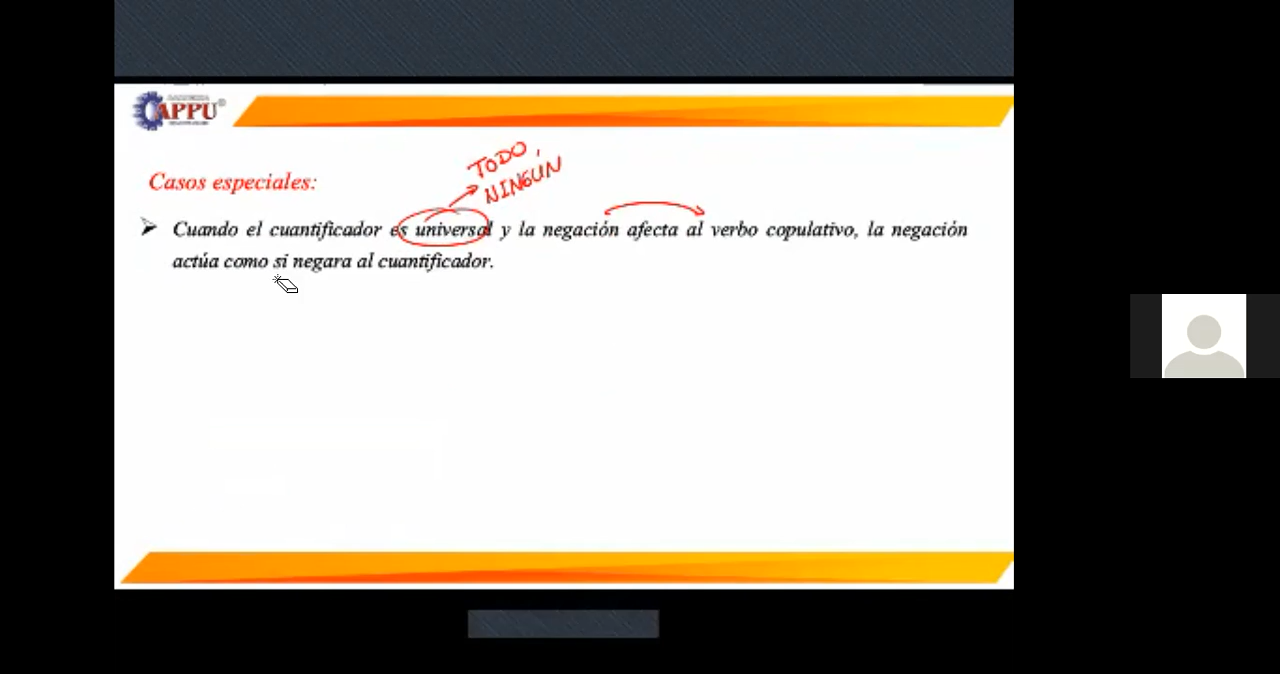 APPU
TODO,
NINGUN
Casos especiales:
Cuando el cuantificador es universal y la negación afecta al verbo copulativo, la negación
actúa como si negara al cuantificador.